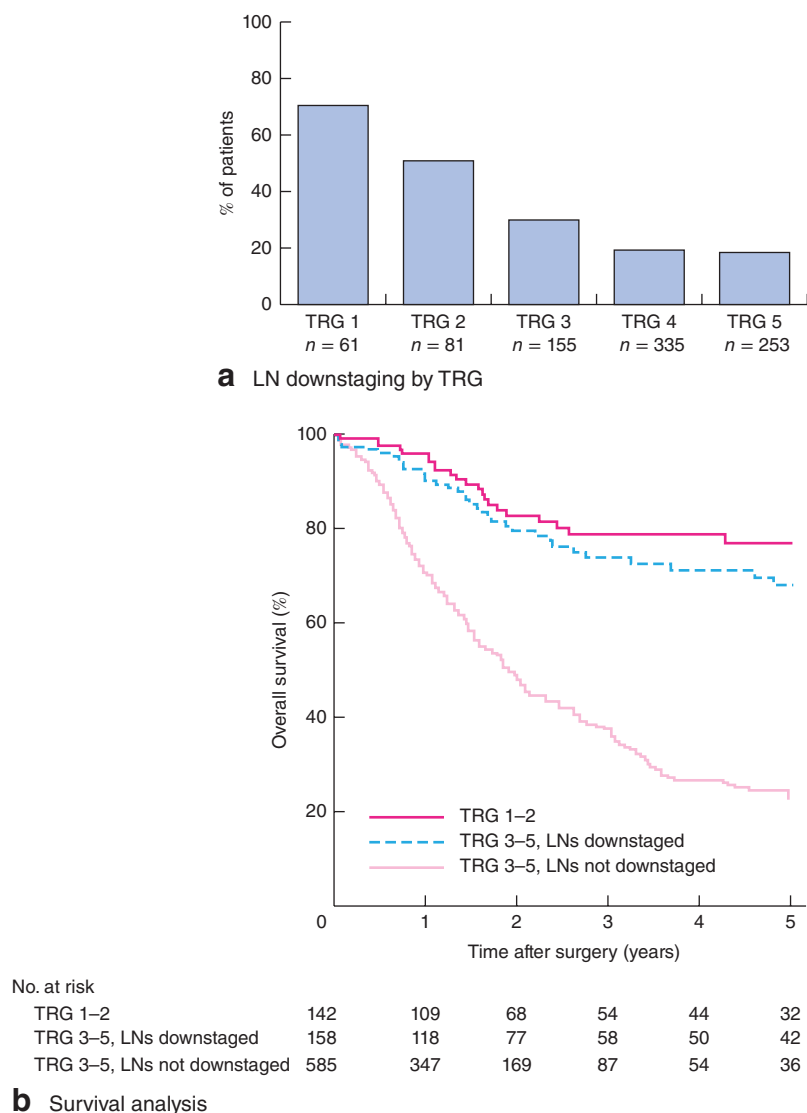 100
80
60
40
20
0
% of patients
TRG 1 TRG 2 TRG 3 TRG 4 TRG 5
n = 61 n = 81 n = 155 n = 335 n = 253
a LN downstaging by TRG
100
80
60
40
20
Overall survival (%)
TRG 1–2
TRG 3–5, LNs downstaged
TRG 3–5, LNs not downstaged
0 1 2 3 4 5
Time after surgery (years)
No. at risk
TRG 1–2 142 109 68 54 44 32
TRG 3–5, LNs downstaged 158 118 77 58 50 42
TRG 3–5, LNs not downstaged 585 347 169 87 54 36
b Survival analysis